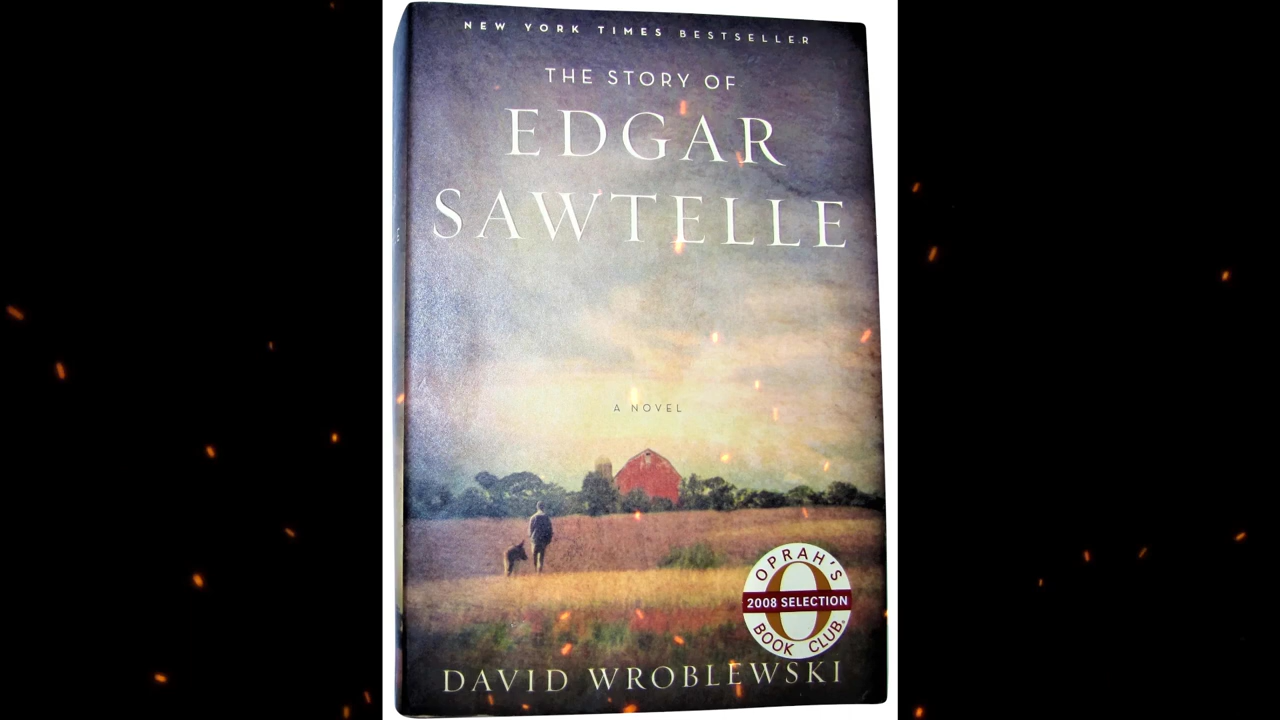 NEW YORK TIMES BESTSELLER
THE STORY OF
EDGAR
SAWTELLE
A NOVEL
OPRAH'S
2008 SELECTION
BOOK CLUB®
DAVID WROBLEWSKI